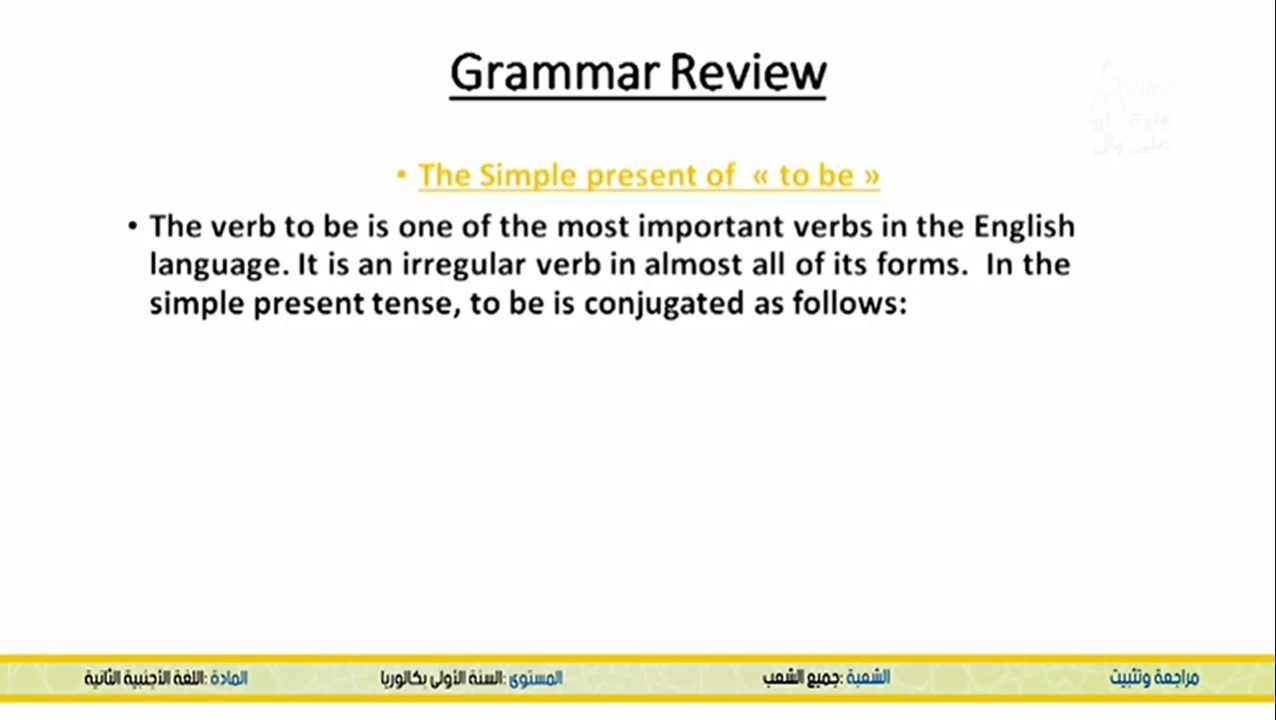 Grammar Review
• The Simple present of « to be »
• The verb to be is one of the most important verbs in the English
language. It is an irregular verb in almost all of its forms. In the
simple present tense, to be is conjugated as follows:
مراجعة وتثبيت
الشعبة :جميع الشعب
المستوى :السنة الأولى بكالوريا
المادة :اللغة الأجنبية الثانية